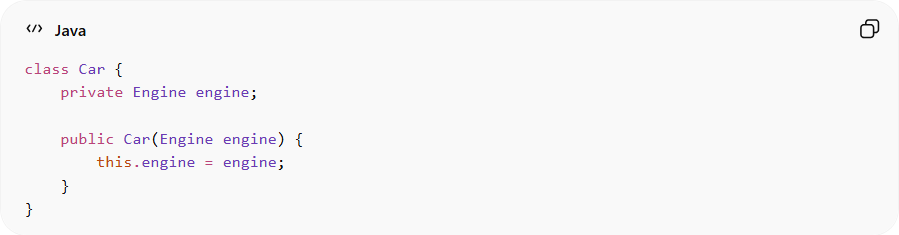 </> Java
class Car {
    private Engine engine;

    public Car(Engine engine) {
        this.engine = engine;
    }
}